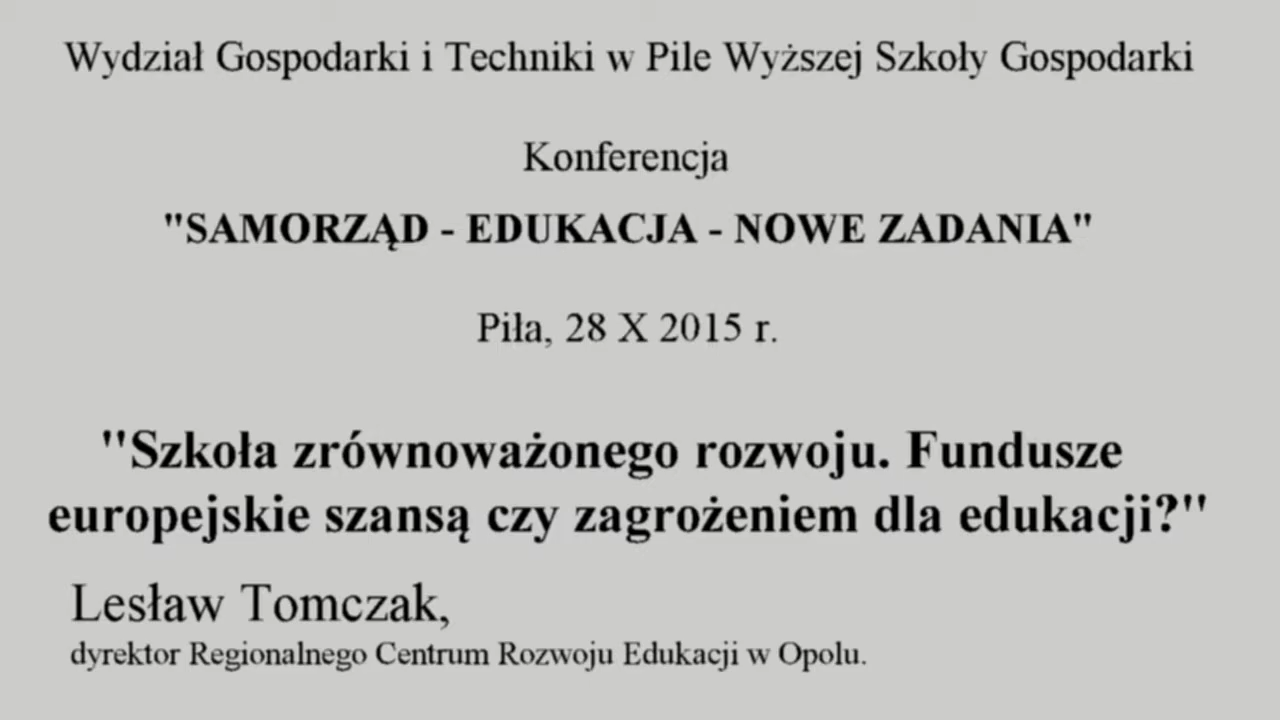 Wydział Gospodarki i Techniki w Pile Wyższej Szkoły Gospodarki
Konferencja
"SAMORZĄD - EDUKACJA - NOWE ZADANIA"
Piła, 28 X 2015 r.
"Szkoła zrównoważonego rozwoju. Fundusze
europejskie szansą czy zagrożeniem dla edukacji?"
Lesław Tomczak,
dyrektor Regionalnego Centrum Rozwoju Edukacji w Opolu.